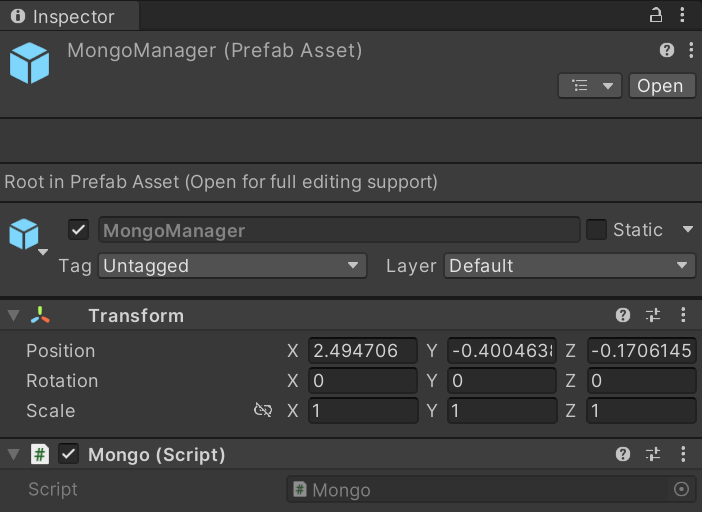 Inspector
MongoManager (Prefab Asset)
Open
Root in Prefab Asset (Open for full editing support)
MongoManager Static
Tag Untagged Layer Default
Transform
Position X 2.494706 Y -0.400463 Z -0.1706145
Rotation X 0 Y 0 Z 0
Scale X 1 Y 1 Z 1
# Mongo (Script)
Script # Mongo